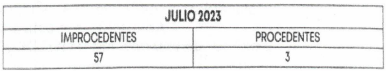 JULIO 2023
IMPROCEDENTES PROCEDENTES
57 3